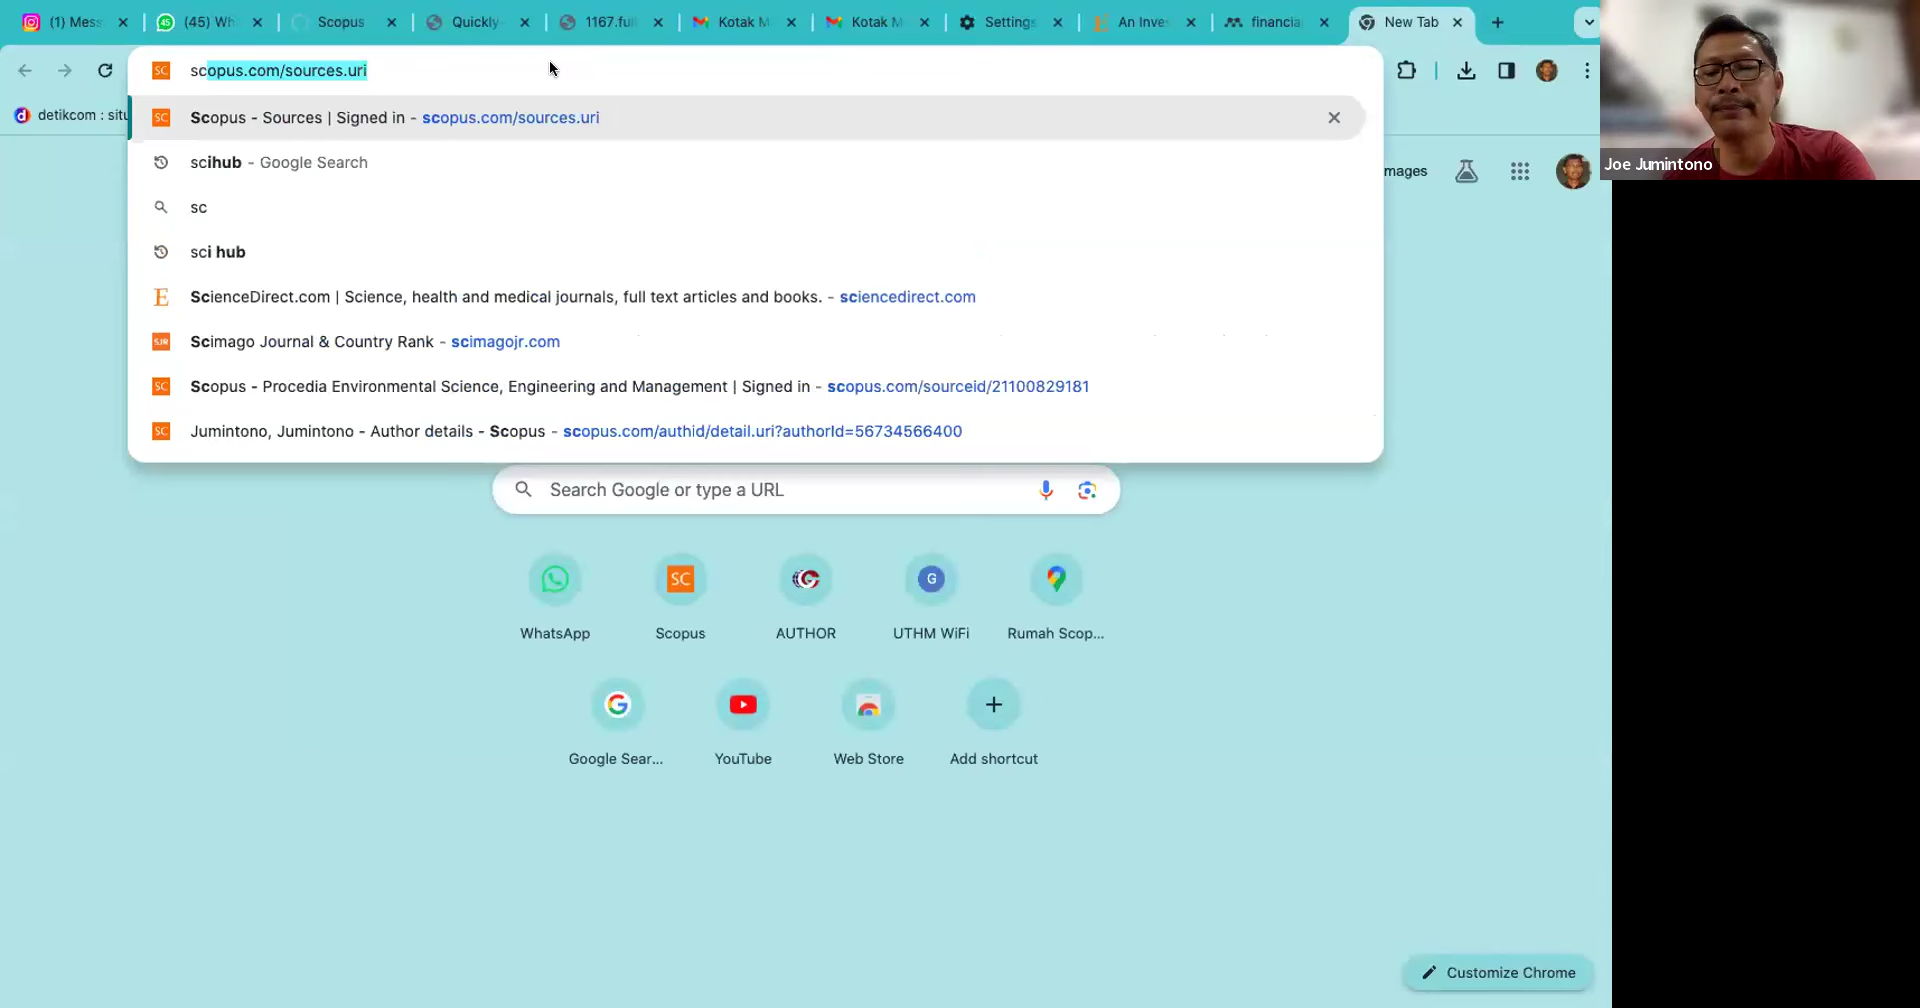 (1) Mess
(45) Wh
Scopus
Quickly
1167.ful
Kotak M
Kotak M
Settings
An Inves
financia
New Tab
scopus.com/sources.uri
detikcom : situ
Scopus - Sources | Signed in - scopus.com/sources.uri
scihub - Google Search
mages
sc
sci hub
ScienceDirect.com | Science, health and medical journals, full text articles and books. - sciencedirect.com
Scimago Journal & Country Rank - scimagojr.com
Scopus - Procedia Environmental Science, Engineering and Management | Signed in - scopus.com/sourceid/21100829181
Jumintono, Jumintono - Author details - Scopus - scopus.com/authid/detail.uri?authorId=56734566400
Search Google or type a URL
WhatsApp
Scopus
AUTHOR
UTHM WiFi
Rumah Scop...
Google Sear...
YouTube
Web Store
Add shortcut
Customize Chrome
Joe Jumintono